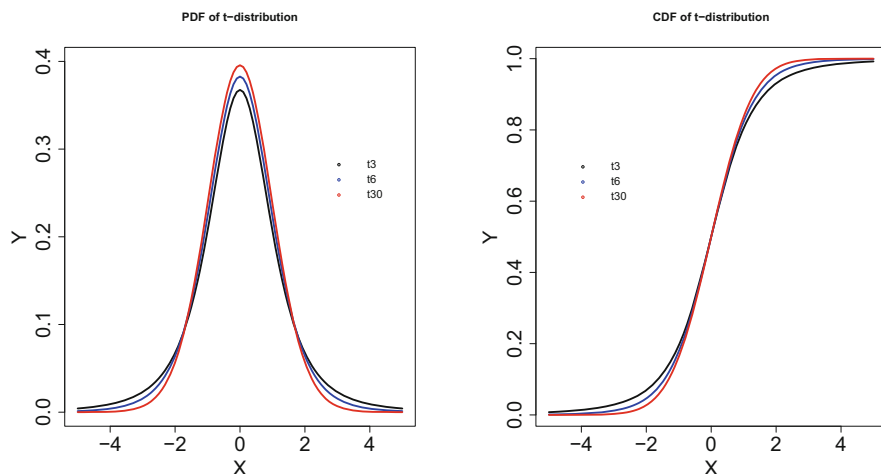 PDF of t−distribution
0.4
0.3
0.2
0.1
0.0
Y
t3
t6
t30
−4 −2 0 2 4
X
CDF of t−distribution
1.0
0.8
0.6
0.4
0.2
0.0
Y
t3
t6
t30
−4 −2 0 2 4
X